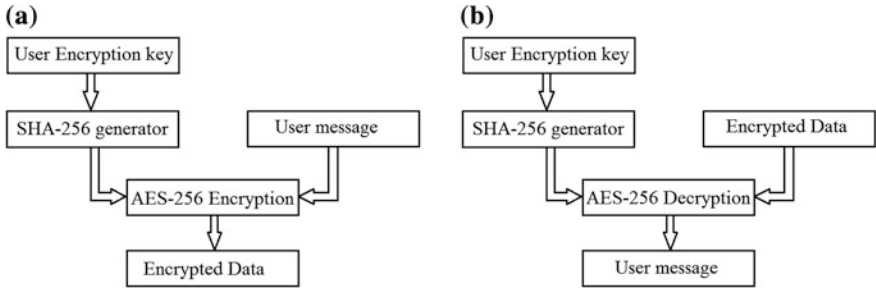 (a)
User Encryption key
SHA-256 generator
User message
AES-256 Encryption
Encrypted Data
(b)
User Encryption key
SHA-256 generator
Encrypted Data
AES-256 Decryption
User message